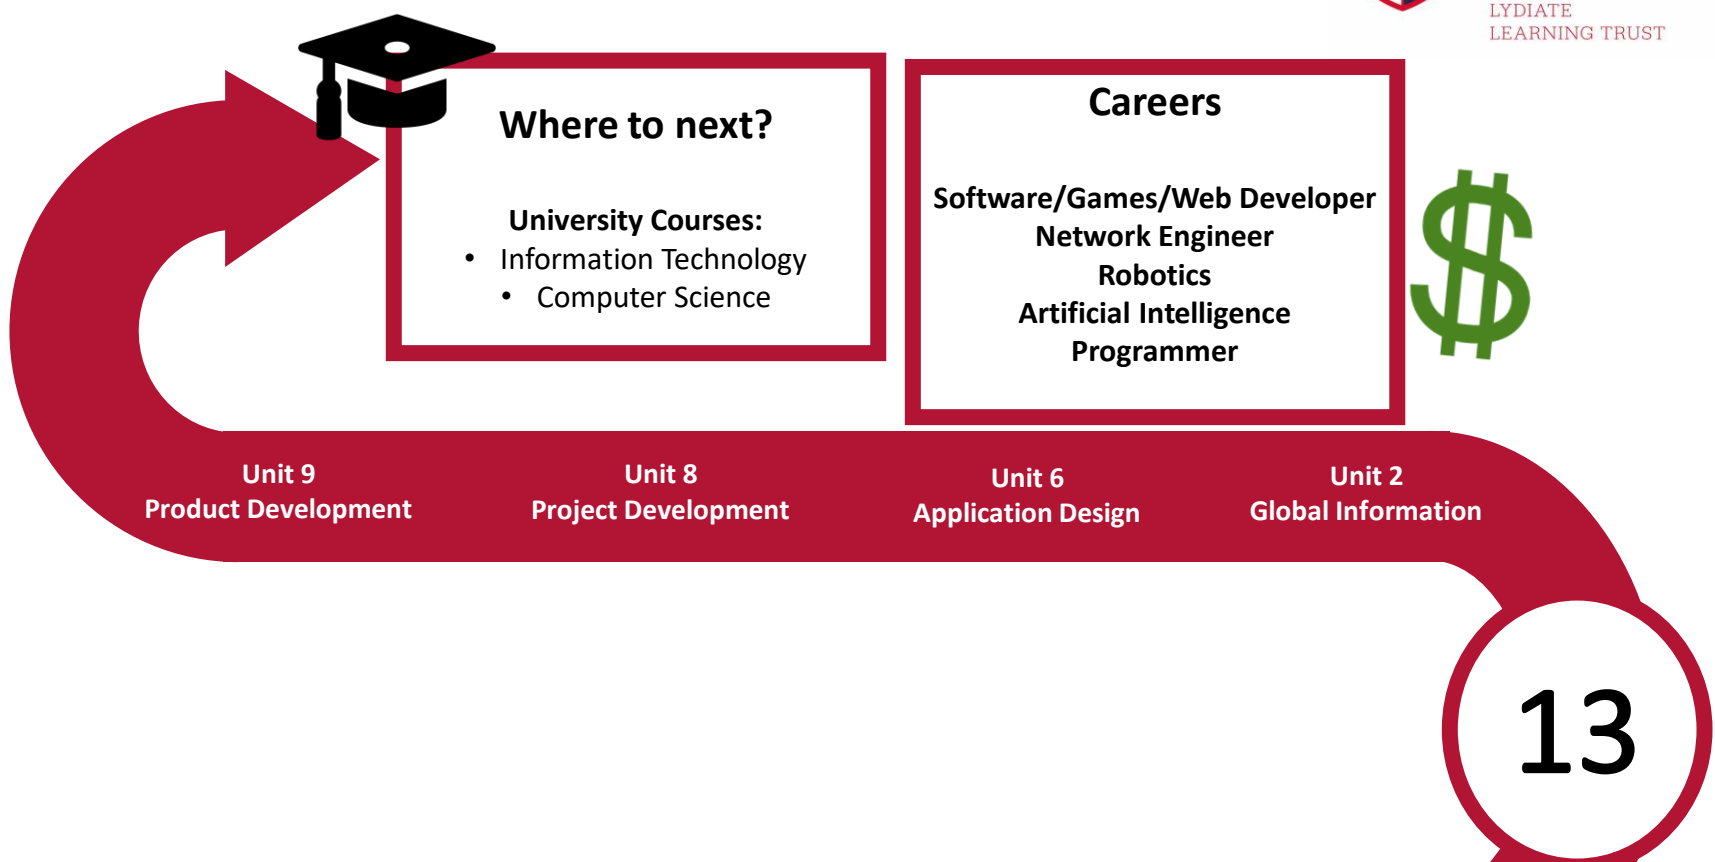 LYDIATE
LEARNING TRUST
Where to next?
University Courses:
• Information Technology
• Computer Science
Careers
Software/Games/Web Developer
Network Engineer
Robotics
Artificial Intelligence
Programmer
Unit 9
Product Development
Unit 8
Project Development
Unit 6
Application Design
Unit 2
Global Information
13